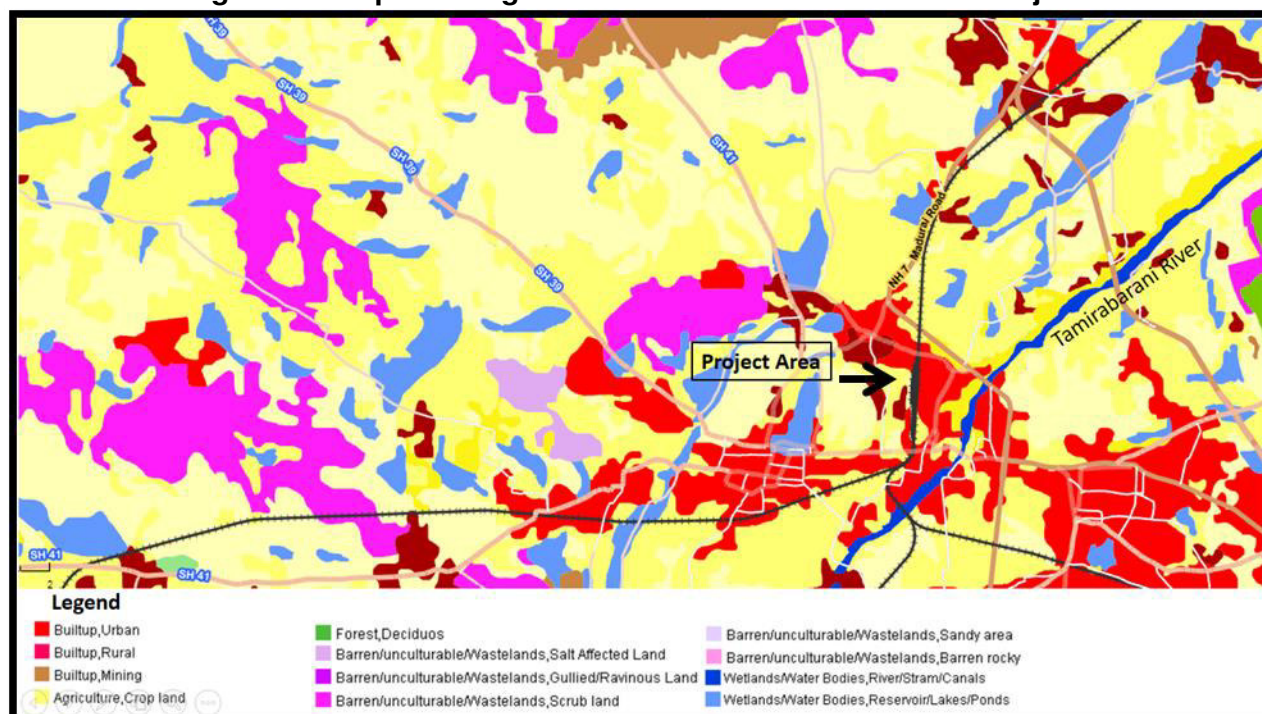 SH 39
SH 39
SH 41
SH 39
NH 7 - Madurai Road
Tamirabarani River
Project Area
SH 41
SH 41
2
Legend
Builtup,Urban
Builtup,Rural
Builtup,Mining
Agriculture,Crop land
Forest,Deciduos
Barren/unculturable/Wastelands,Salt Affected Land
Barren/unculturable/Wastelands,Gullied/Ravinous Land
Barren/unculturable/Wastelands,Scrub land
Barren/unculturable/Wastelands,Sandy area
Barren/unculturable/Wastelands,Barren rocky
Wetlands/Water Bodies,River/Stram/Canals
Wetlands/Water Bodies,Reservoir/Lakes/Ponds